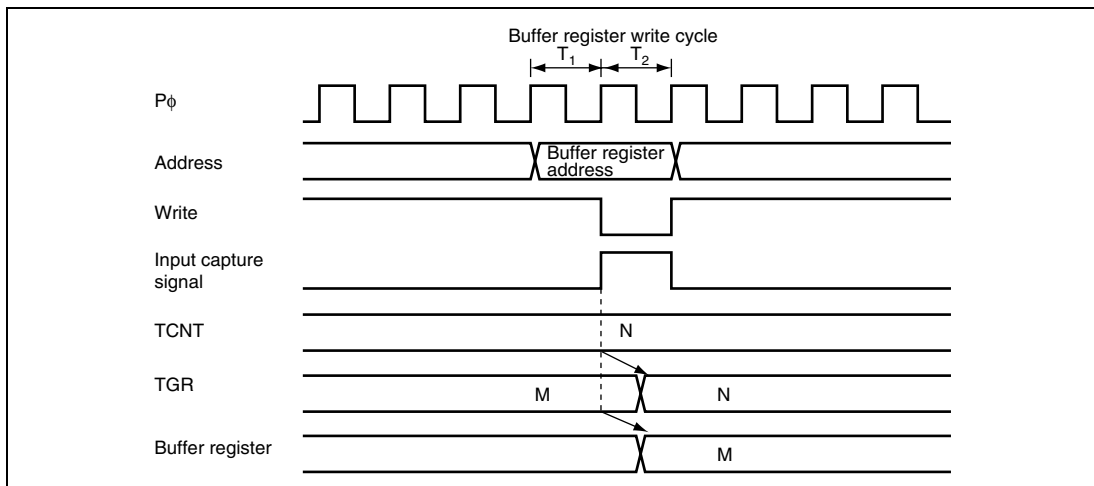 Buffer register write cycle
T1 T2
Pϕ
Address
Buffer register
address
Write
Input capture
signal
TCNT
N
TGR
M N
Buffer register
M